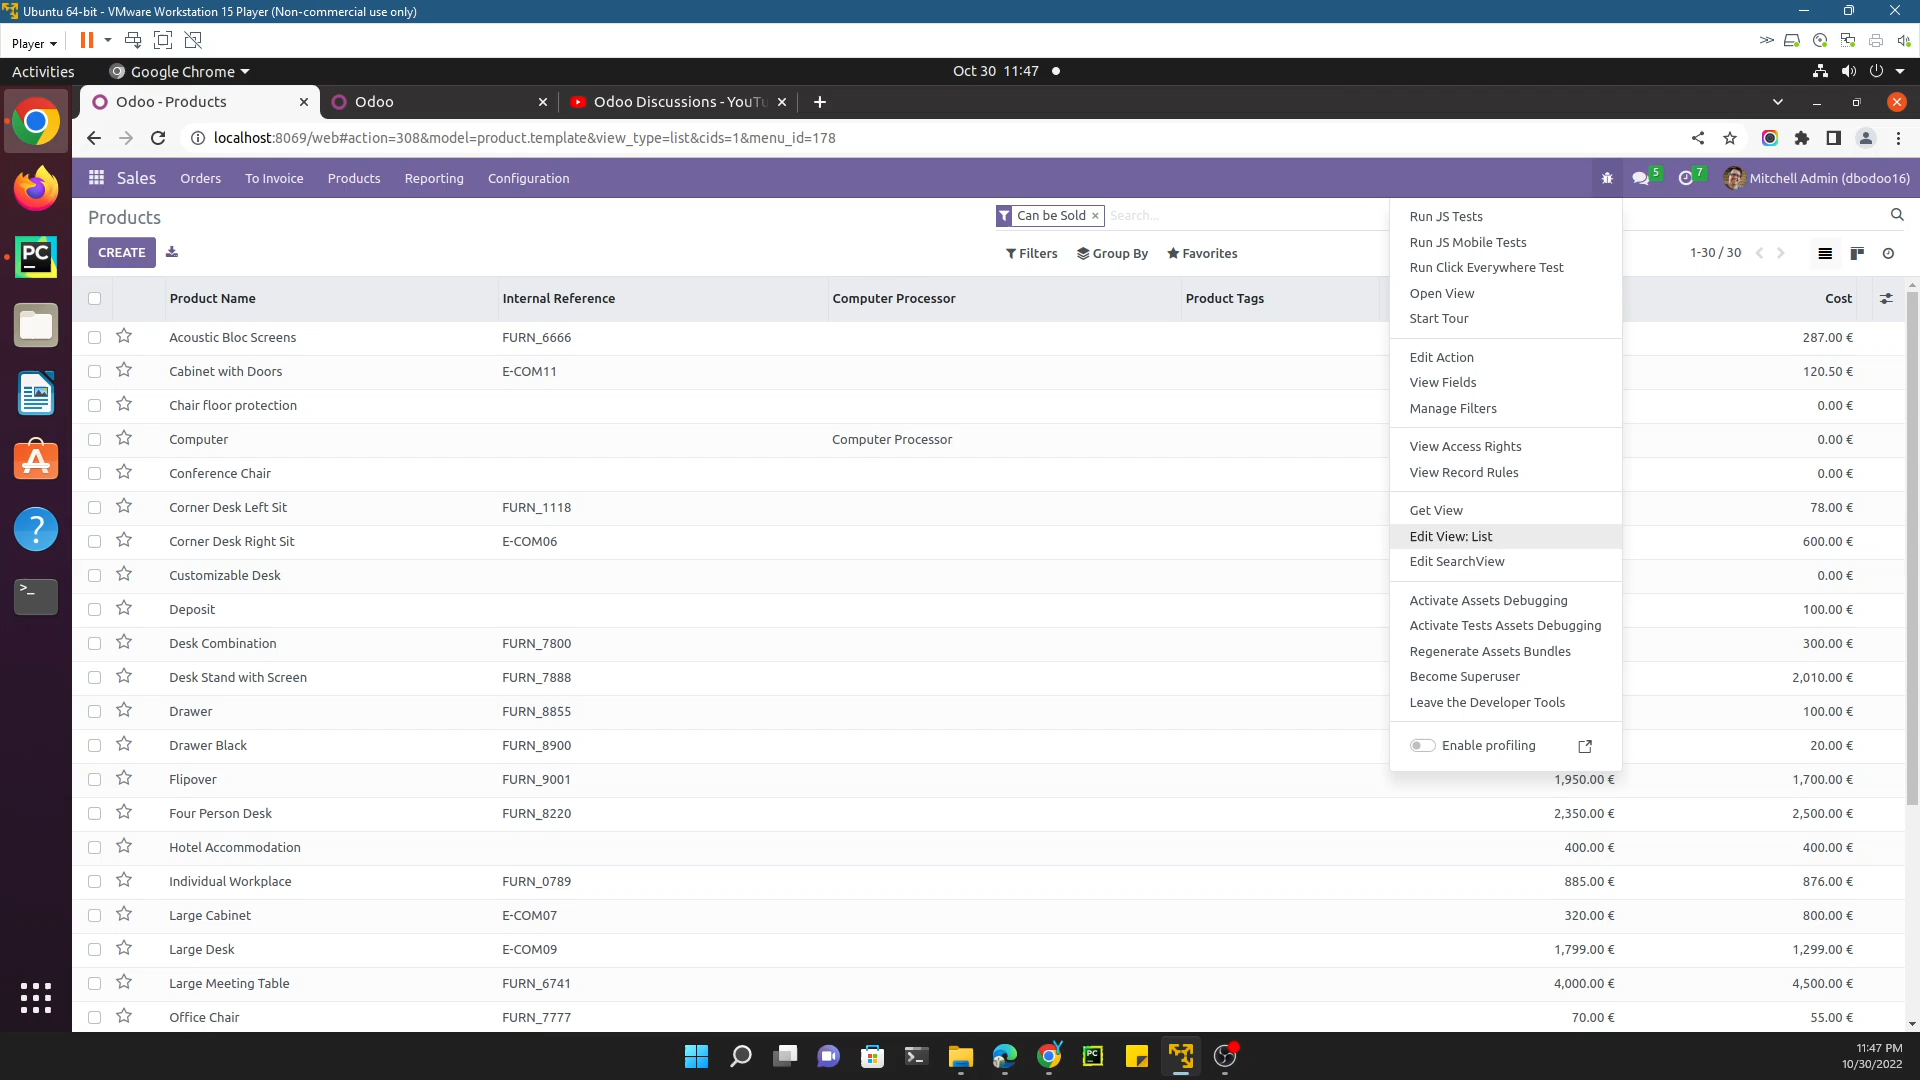 Ubuntu 64-bit - VMware Workstation 15 Player (Non-commercial use only)
Player
Activities
Google Chrome
Oct 30 11:47
Odoo - Products
Odoo
Odoo Discussions - YouTu
localhost:8069/web#action=308&model=product.template&view_type=list&cids=1&menu_id=178
Sales
Orders
To Invoice
Products
Reporting
Configuration
5
7
Mitchell Admin (dbodoo16)
Products
Can be Sold
Search...
CREATE
Filters
Group By
Favorites
1-30 / 30
Product Name
Internal Reference
Computer Processor
Product Tags
Cost
Acoustic Bloc Screens FURN_6666 287.00 €
Cabinet with Doors E-COM11 120.50 €
Chair floor protection 0.00 €
Computer Computer Processor 0.00 €
Conference Chair 0.00 €
Corner Desk Left Sit FURN_1118 78.00 €
Corner Desk Right Sit E-COM06 600.00 €
Customizable Desk 0.00 €
Deposit 100.00 €
Desk Combination FURN_7800 300.00 €
Desk Stand with Screen FURN_7888 2,010.00 €
Drawer FURN_8855 100.00 €
Drawer Black FURN_8900 20.00 €
Flipover FURN_9001 1,950.00 € 1,700.00 €
Four Person Desk FURN_8220 2,350.00 € 2,500.00 €
Hotel Accommodation 400.00 € 400.00 €
Individual Workplace FURN_0789 885.00 € 876.00 €
Large Cabinet E-COM07 320.00 € 800.00 €
Large Desk E-COM09 1,799.00 € 1,299.00 €
Large Meeting Table FURN_6741 4,000.00 € 4,500.00 €
Office Chair FURN_7777 70.00 € 55.00 €
Run JS Tests
Run JS Mobile Tests
Run Click Everywhere Test
Open View
Start Tour
Edit Action
View Fields
Manage Filters
View Access Rights
View Record Rules
Get View
Edit View: List
Edit SearchView
Activate Assets Debugging
Activate Tests Assets Debugging
Regenerate Assets Bundles
Become Superuser
Leave the Developer Tools
Enable profiling
PC
PC
11:47 PM
10/30/2022